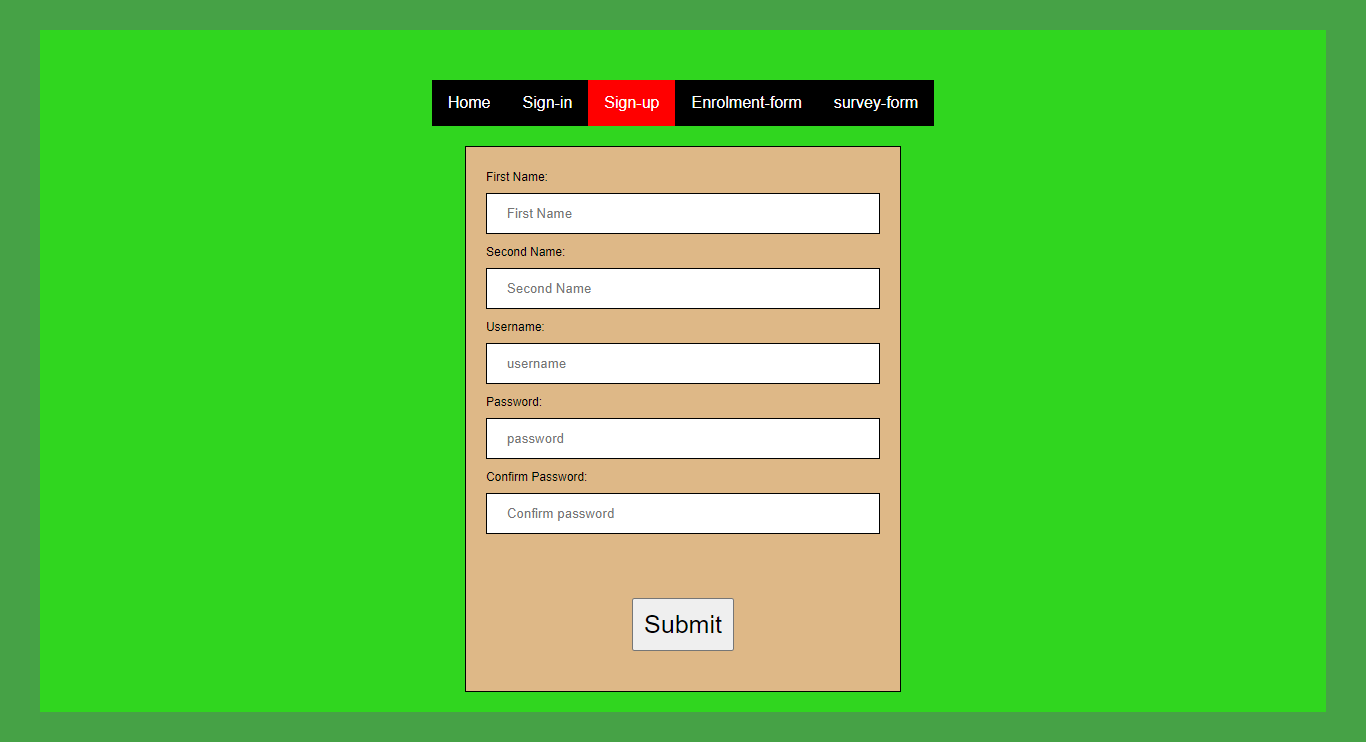 Home Sign-in Sign-up Enrolment-form survey-form
First Name:
First Name
Second Name:
Second Name
Username:
username
Password:
password
Confirm Password:
Confirm password
Submit